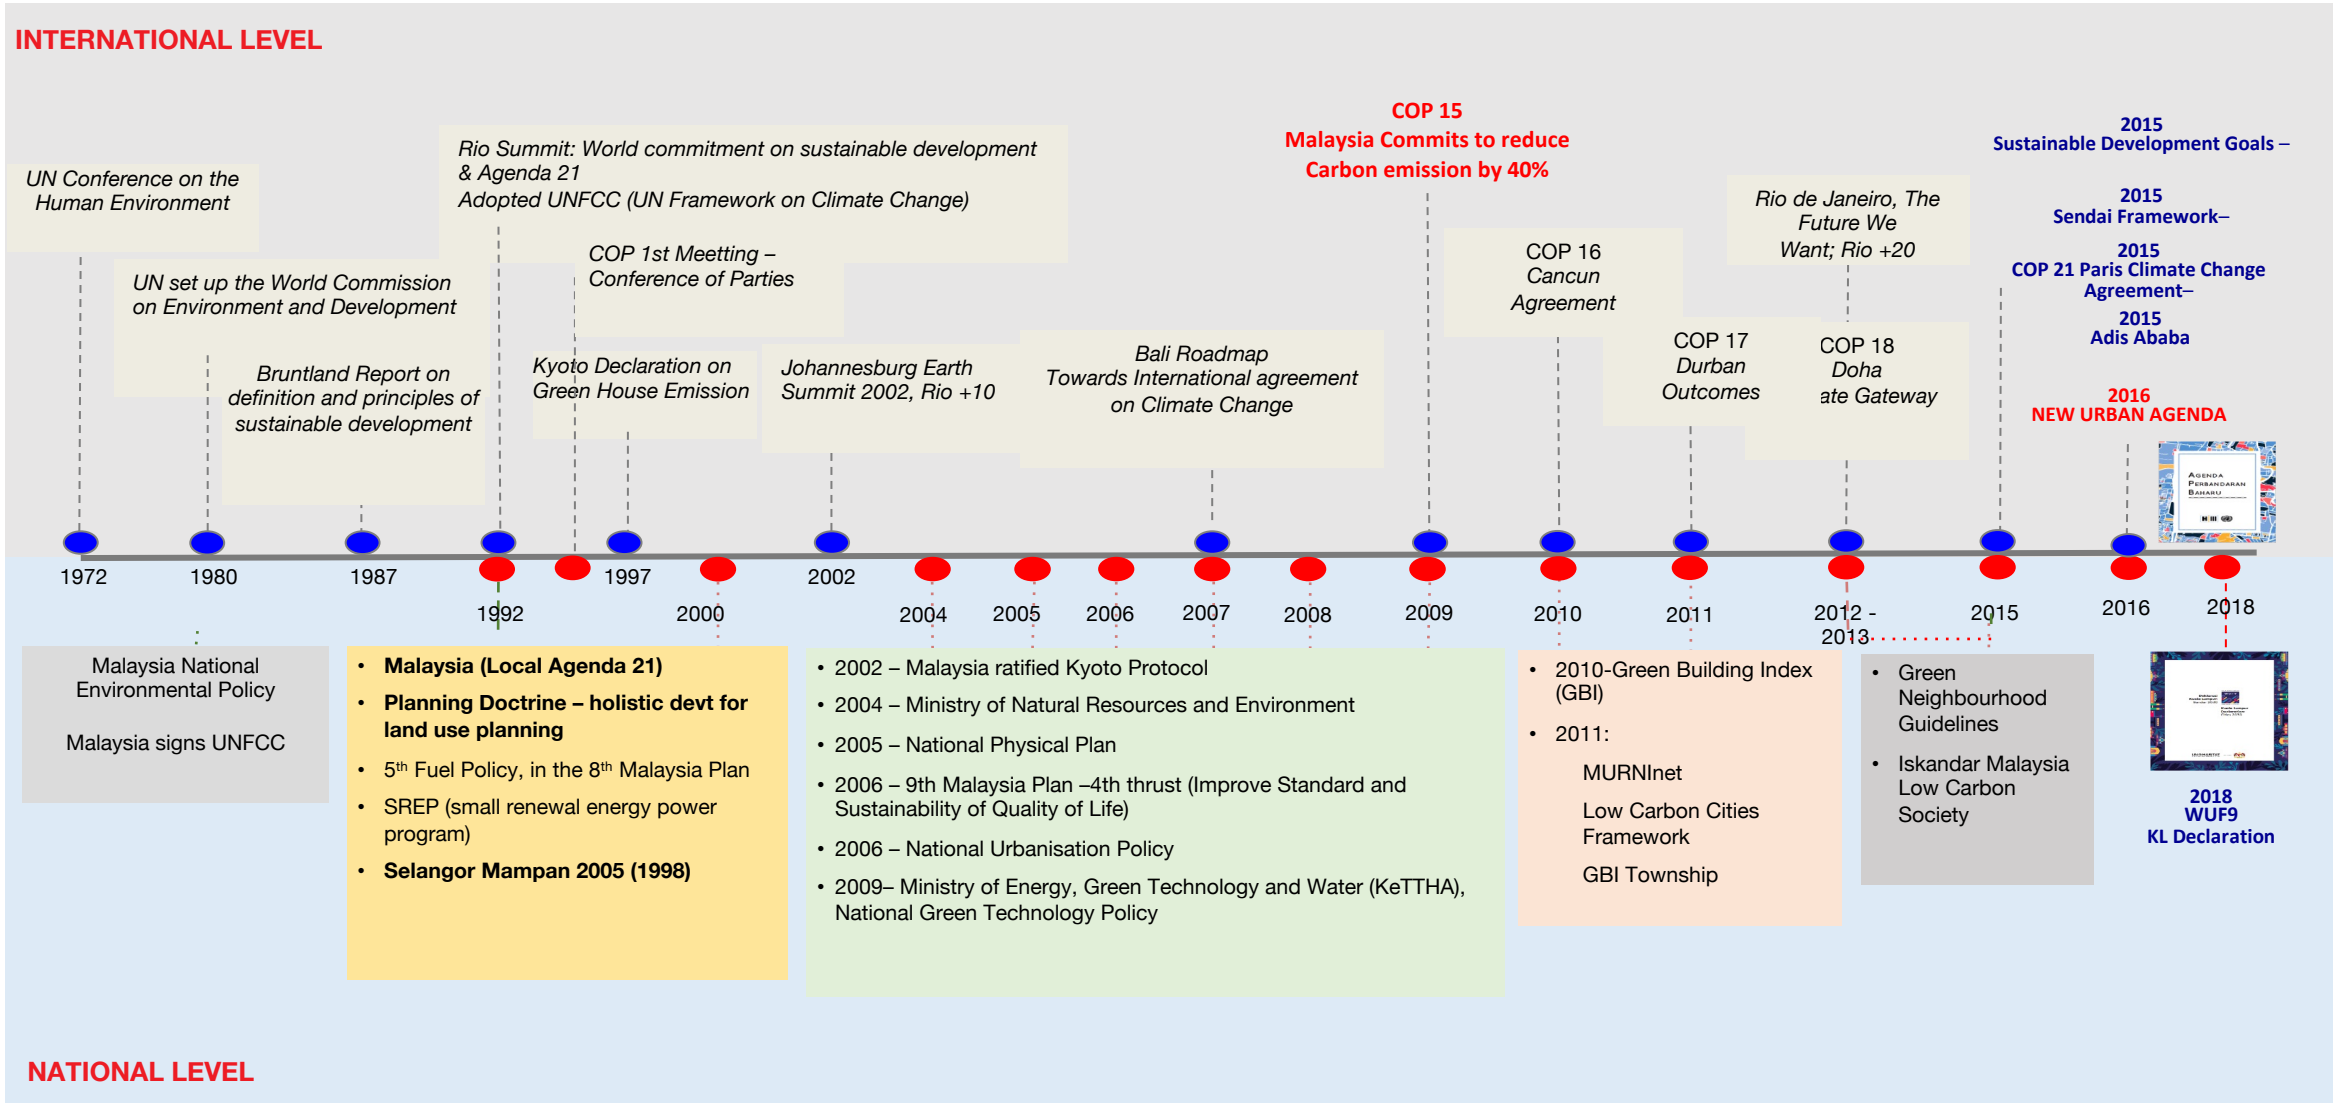 INTERNATIONAL LEVEL
UN Conference on the
Human Environment
UN set up the World Commission
on Environment and Development
Bruntland Report on
definition and principles of
sustainable development
Rio Summit: World commitment on sustainable development
& Agenda 21
Adopted UNFCC (UN Framework on Climate Change)
COP 1st Meetting –
Conference of Parties
Kyoto Declaration on
Green House Emission
Johannesburg Earth
Summit 2002, Rio +10
Bali Roadmap
Towards International agreement
on Climate Change
COP 15
Malaysia Commits to reduce
Carbon emission by 40%
COP 16
Cancun
Agreement
COP 17
Durban
Outcomes
Rio de Janeiro, The
Future We
Want; Rio +20
COP 18
Doha
ate Gateway
2015
Sustainable Development Goals –
2015
Sendai Framework–
2015
COP 21 Paris Climate Change
Agreement–
2015
Adis Ababa
2016
NEW URBAN AGENDA
AGENDA
PERBANDARAN
BAHARU
1972
1980
1987
1992
1997
2000
2002
2004
2005
2006
2007
2008
2009
2010
2011
2012 -
2013
2015
2016
2018
Malaysia National
Environmental Policy
Malaysia signs UNFCC
• Malaysia (Local Agenda 21)
• Planning Doctrine – holistic devt for
land use planning
• 5th Fuel Policy, in the 8th Malaysia Plan
• SREP (small renewal energy power
program)
• Selangor Mampan 2005 (1998)
• 2002 – Malaysia ratified Kyoto Protocol
• 2004 – Ministry of Natural Resources and Environment
• 2005 – National Physical Plan
• 2006 – 9th Malaysia Plan –4th thrust (Improve Standard and
Sustainability of Quality of Life)
• 2006 – National Urbanisation Policy
• 2009– Ministry of Energy, Green Technology and Water (KeTTHA),
National Green Technology Policy
• 2010-Green Building Index
(GBI)
• 2011:
MURNInet
Low Carbon Cities
Framework
GBI Township
• Green
Neighbourhood
Guidelines
• Iskandar Malaysia
Low Carbon
Society
2018
WUF9
KL Declaration
NATIONAL LEVEL